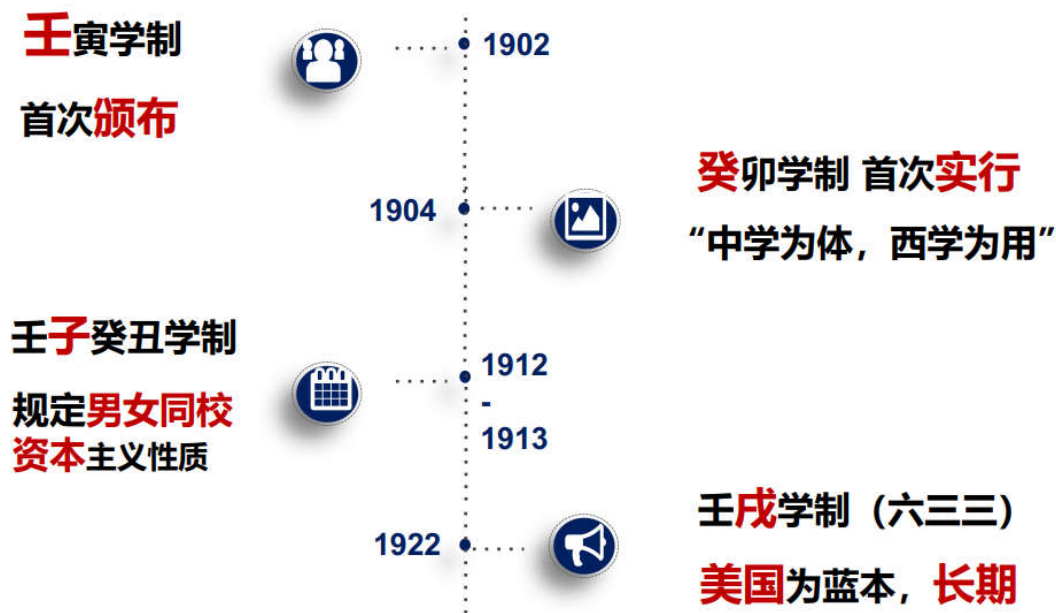 壬寅学制
1902
首次颁布
癸卯学制 首次实行
1904
“中学为体，西学为用”
壬子癸丑学制
1912
-
1913
规定男女同校
资本主义性质
壬戌学制（六三三）
1922
美国为蓝本，长期